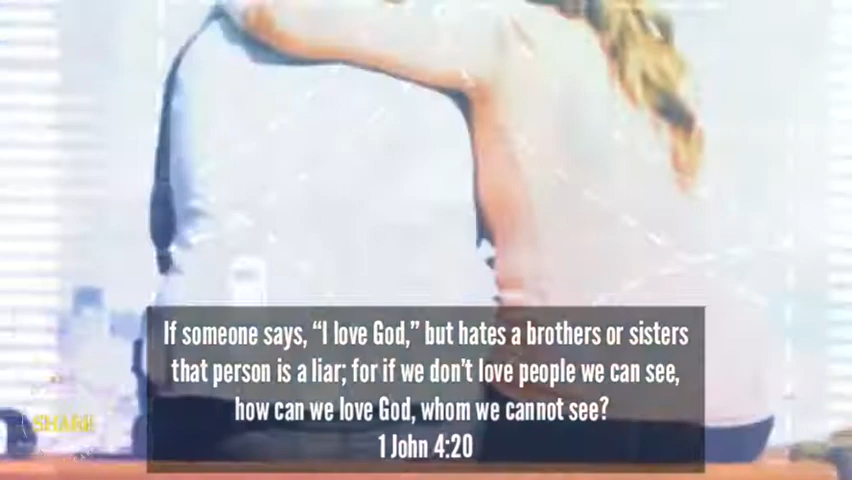 If someone says, “I love God,” but hates a brothers or sisters
that person is a liar; for if we don’t love people we can see,
how can we love God, whom we cannot see?
1 John 4:20
SHARE